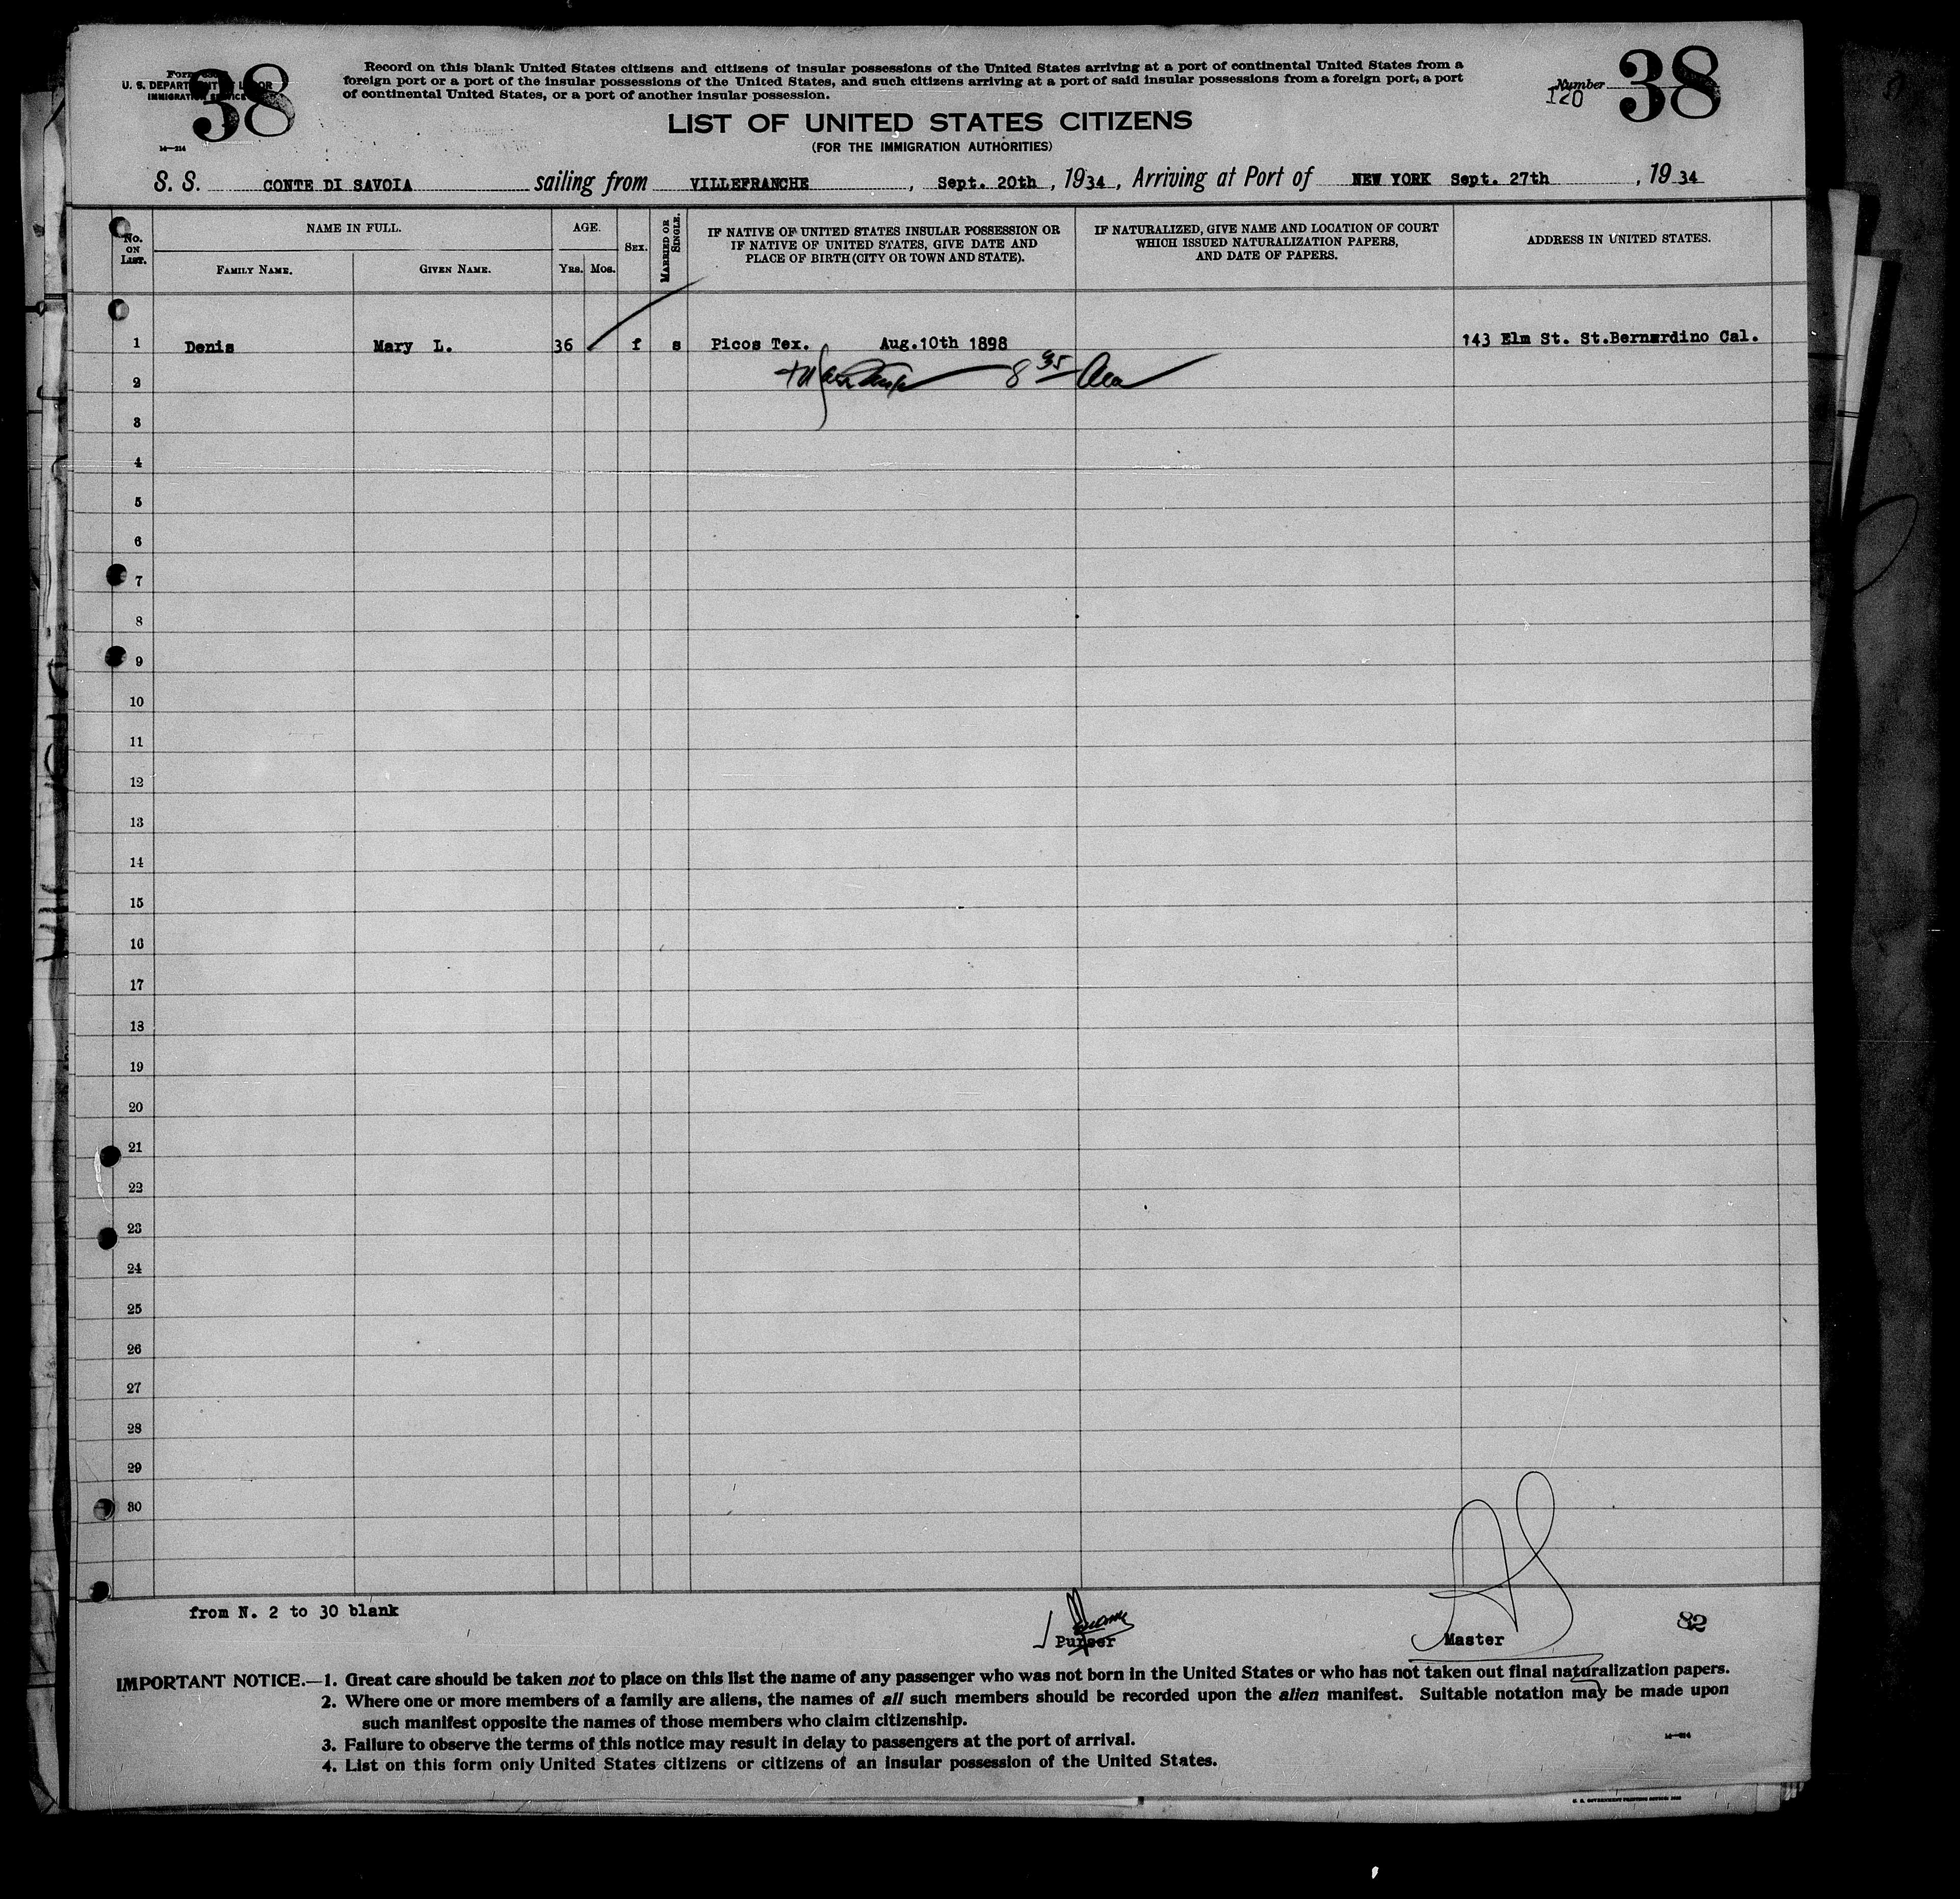 Form
U. S. DEPARTMENT OF LABOR
IMMIGRATION SERVICE
38
14—214
Record on this blank United States citizens and citizens of insular possessions of the United States arriving at a port of continental United States from a
foreign port or a port of the insular possessions of the United States, and such citizens arriving at a port of said insular possessions from a foreign port, a port
of continental United States, or a port of another insular possession.
Number 38
120
LIST OF UNITED STATES CITIZENS
(FOR THE IMMIGRATION AUTHORITIES)
S. S. CONTE DI SAVOIA sailing from VILLEFRANCHE, Sept. 20th, 1934, Arriving at Port of NEW YORK Sept. 27th, 1934
No. ON LIST.
NAME IN FULL.
FAMILY NAME.
GIVEN NAME.
AGE.
YRS.
MOS.
SEX.
MARRIED OR SINGLE.
IF NATIVE OF UNITED STATES INSULAR POSSESSION OR
IF NATIVE OF UNITED STATES, GIVE DATE AND
PLACE OF BIRTH (CITY OR TOWN AND STATE).
IF NATURALIZED, GIVE NAME AND LOCATION OF COURT
WHICH ISSUED NATURALIZATION PAPERS,
AND DATE OF PAPERS.
ADDRESS IN UNITED STATES.
1 Denis Mary L. 36 f s Picos Tex. Aug.10th 1898 143 Elm St. St.Bernardino Cal.
2 8 35
3
4
5
6
7
8
9
10
11
12
13
14
15
16
17
18
19
20
21
22
23
24
25
26
27
28
29
30
from N. 2 to 30 blank
Purser
Master
82
IMPORTANT NOTICE.—1. Great care should be taken not to place on this list the name of any passenger who was not born in the United States or who has not taken out final naturalization papers.
2. Where one or more members of a family are aliens, the names of all such members should be recorded upon the alien manifest. Suitable notation may be made upon
such manifest opposite the names of those members who claim citizenship.
3. Failure to observe the terms of this notice may result in delay to passengers at the port of arrival.
4. List on this form only United States citizens or citizens of an insular possession of the United States.
14—214